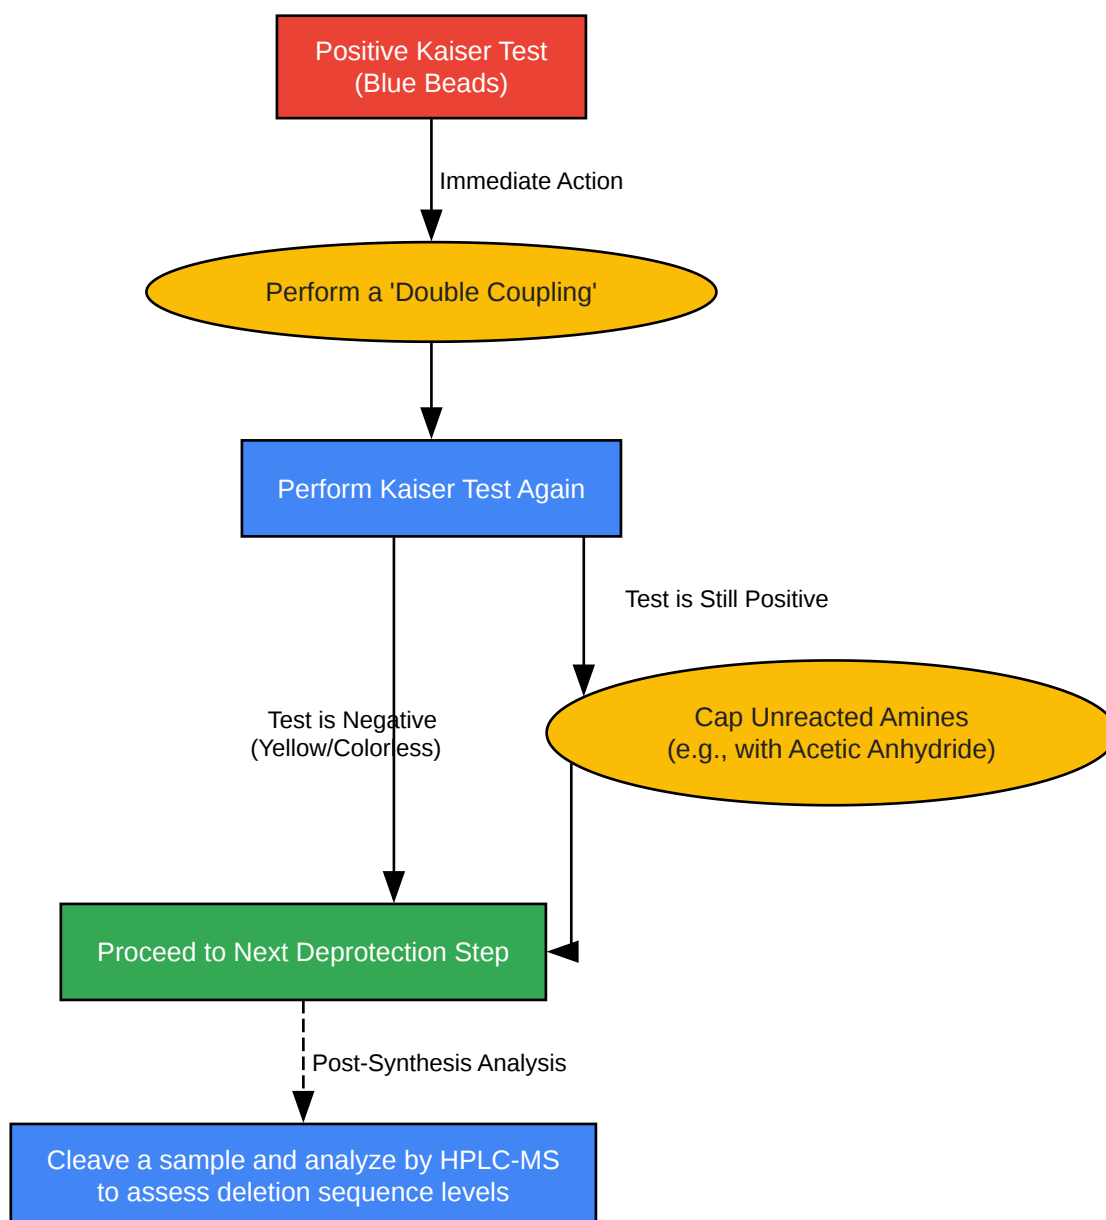 Positive Kaiser Test
(Blue Beads)
Immediate Action
Perform a 'Double Coupling'
Perform Kaiser Test Again
Test is Still Positive
Test is Negative
(Yellow/Colorless)
Cap Unreacted Amines
(e.g., with Acetic Anhydride)
Proceed to Next Deprotection Step
Post-Synthesis Analysis
Cleave a sample and analyze by HPLC-MS
to assess deletion sequence levels